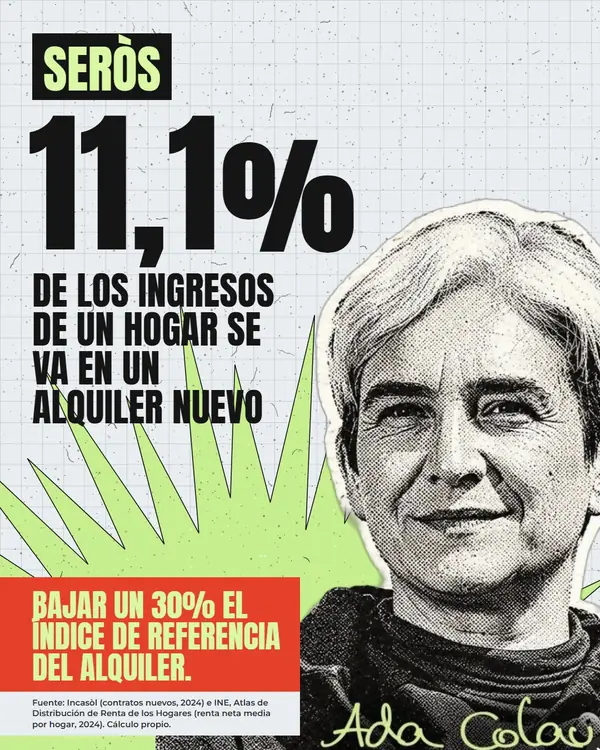 SERÒS
11,1%
DE LOS INGRESOS
DE UN HOGAR SE
VA EN UN
ALQUILER NUEVO
BAJAR UN 30% EL
ÍNDICE DE REFERENCIA
DEL ALQUILER.
Fuente: Incasòl (contratos nuevos, 2024) e INE, Atlas de
Distribución de Renta de los Hogares (renta neta media
por hogar, 2024). Cálculo propio.
Ada Colau